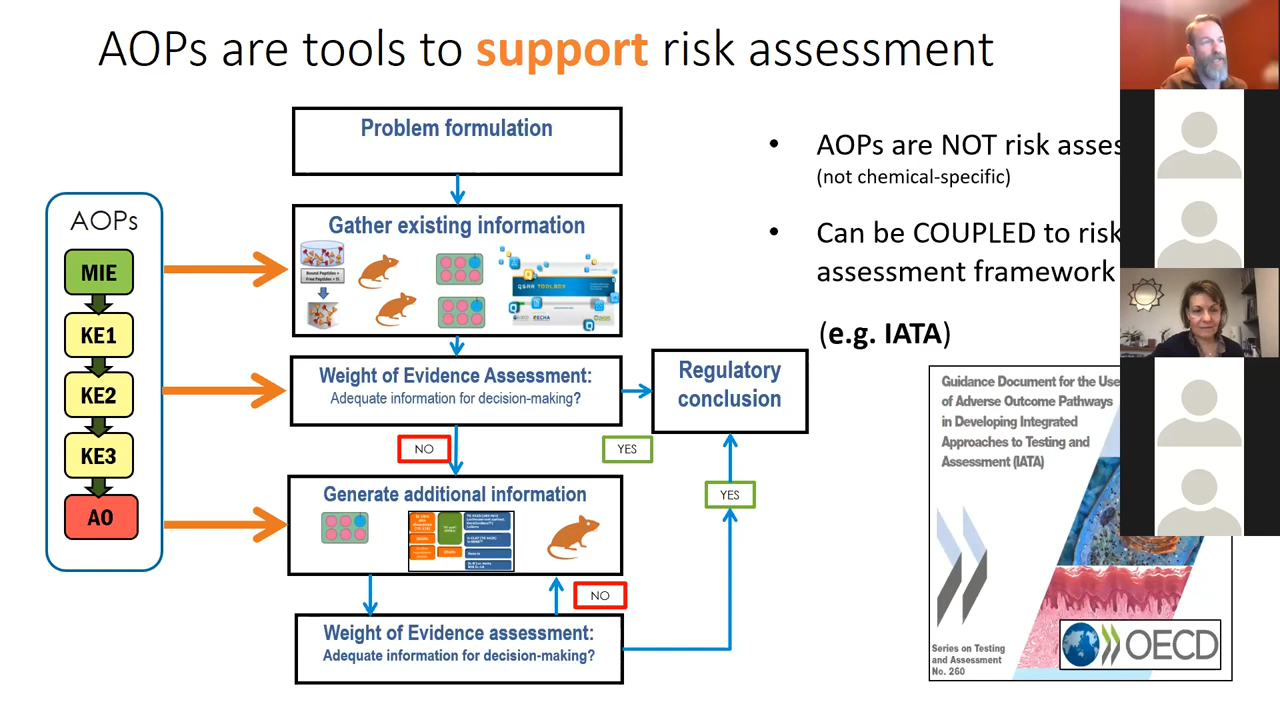 AOPs are tools to support risk assessment
AOPs
MIE
KE1
KE2
KE3
AO
Problem formulation
Gather existing information
QSAR TOOLBOX
OECD
ECHA
Weight of Evidence Assessment:
Adequate information for decision-making?
Regulatory
conclusion
NO
YES
Generate additional information
YES
NO
Weight of Evidence assessment:
Adequate information for decision-making?
• AOPs are NOT risk asses
(not chemical-specific)
• Can be COUPLED to risk
assessment framework
(e.g. IATA)
Guidance Document for the Use
of Adverse Outcome Pathways
in Developing Integrated
Approaches to Testing and
Assessment (IATA)
Series on Testing
and Assessment
No. 260
OECD